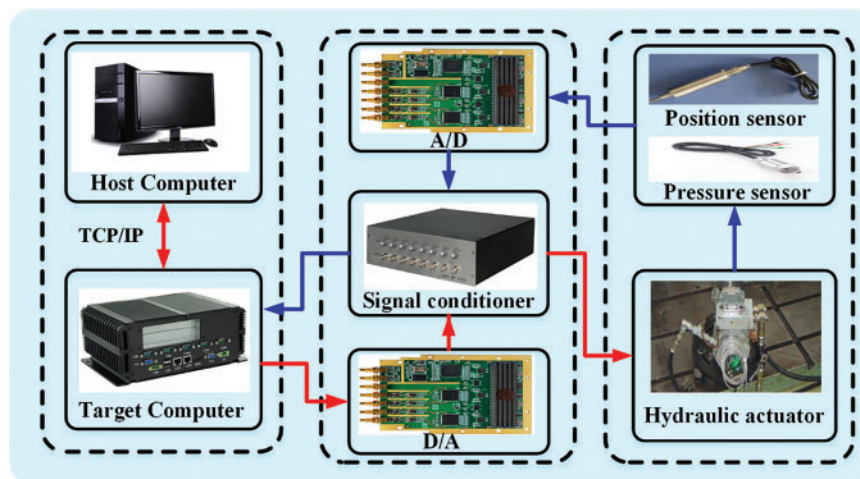 Host Computer
TCP/IP
Target Computer
A/D
Signal conditioner
D/A
Position sensor
Pressure sensor
Hydraulic actuator